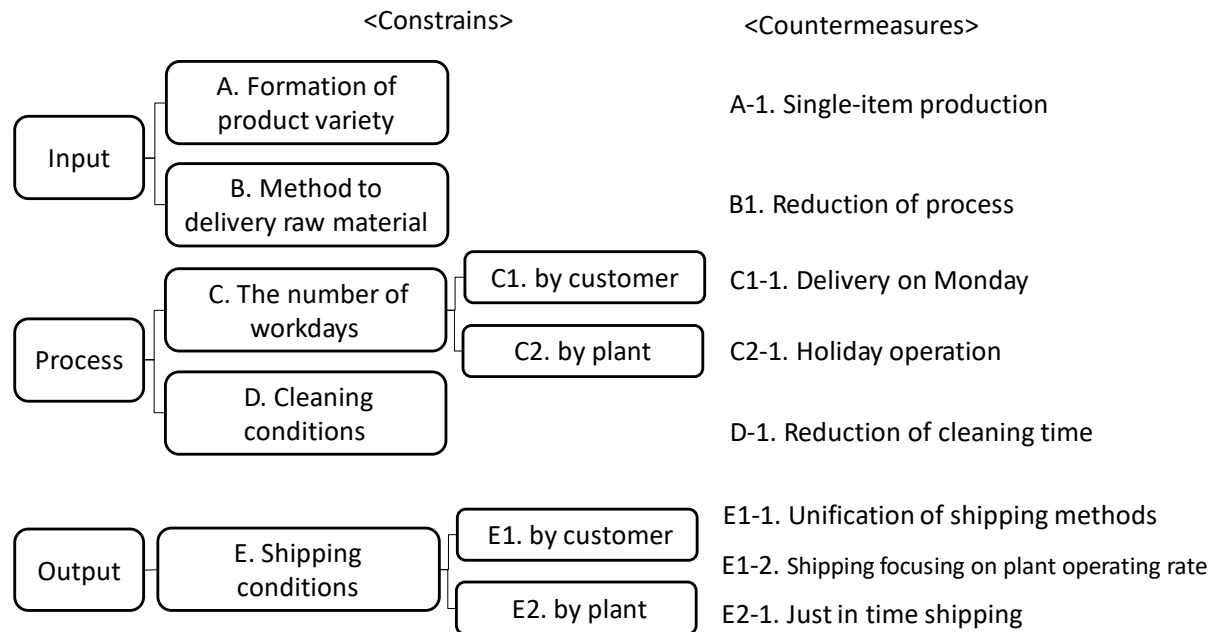 <Constrains>
<Countermeasures>
Input
A. Formation of
product variety
A-1. Single-item production
B. Method to
delivery raw material
B1. Reduction of process
Process
C. The number of
workdays
C1. by customer
C1-1. Delivery on Monday
C2. by plant
C2-1. Holiday operation
D. Cleaning
conditions
D-1. Reduction of cleaning time
Output
E. Shipping
conditions
E1. by customer
E1-1. Unification of shipping methods
E1-2. Shipping focusing on plant operating rate
E2. by plant
E2-1. Just in time shipping